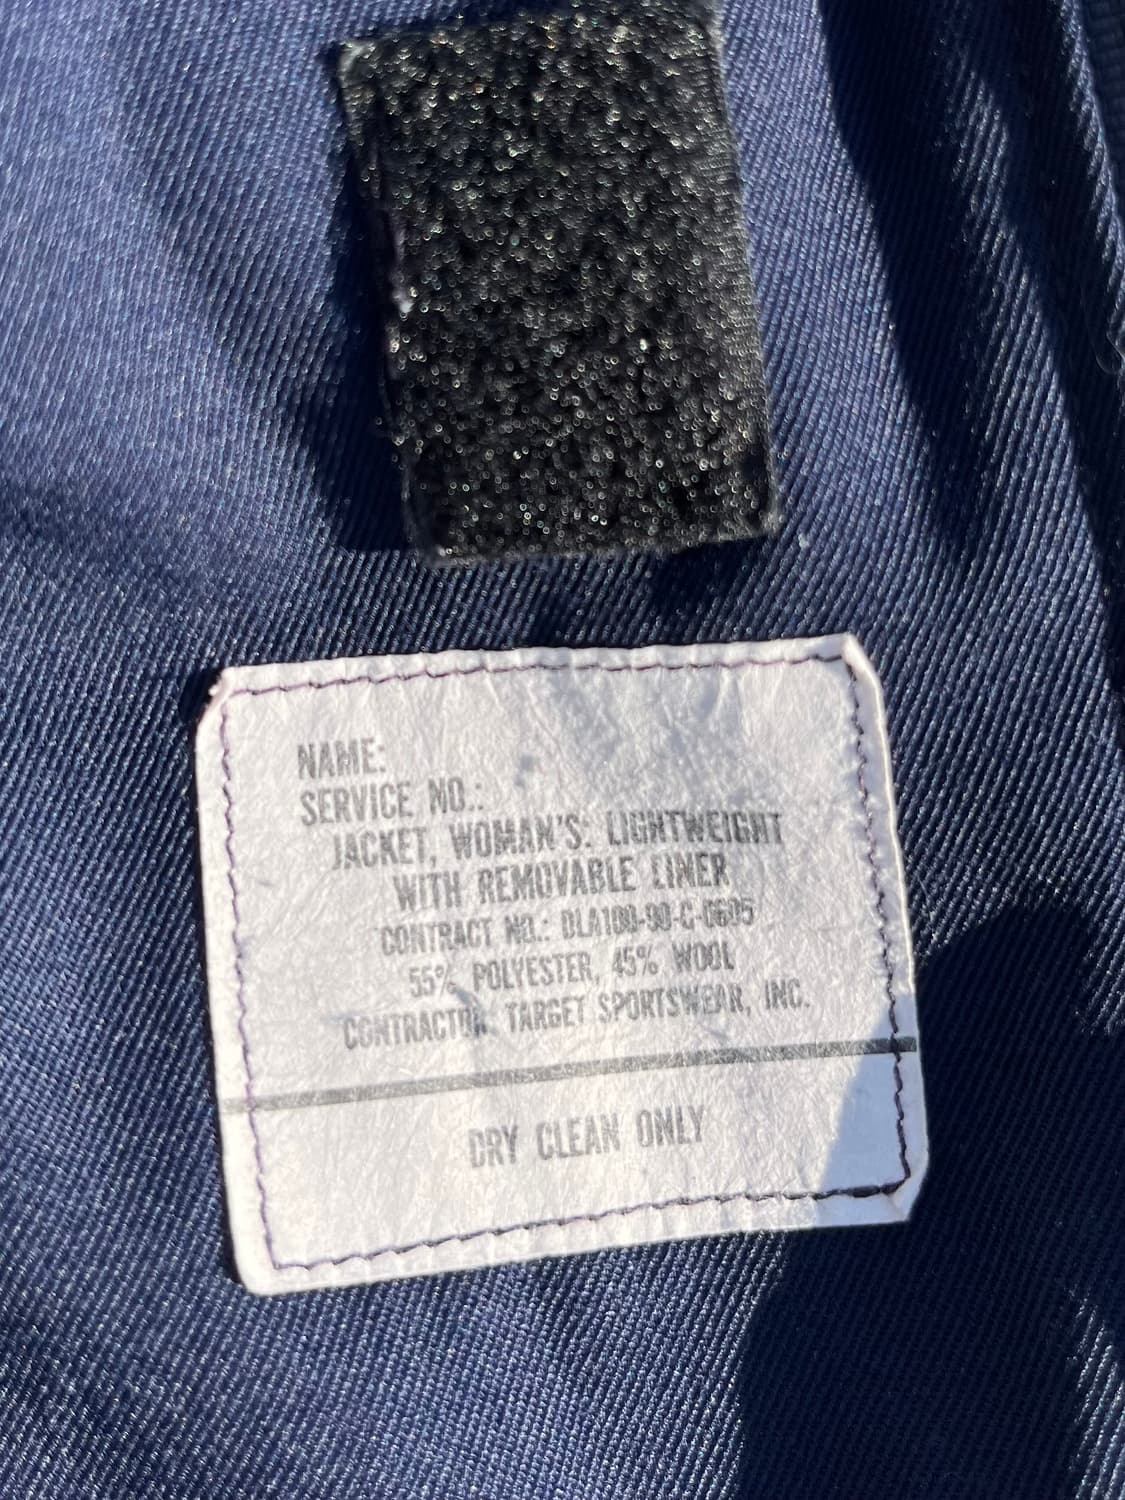 NAME:
SERVICE NO.:
JACKET, WOMAN'S: LIGHTWEIGHT
WITH REMOVABLE LINER
CONTRACT NO.: DLA100-90-C-0605
55% POLYESTER, 45% WOOL
CONTRACTOR: TARGET SPORTSWEAR, INC.
DRY CLEAN ONLY